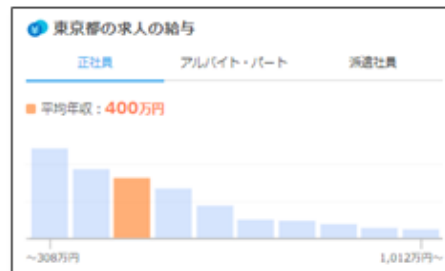 東京都の求人の給与
正社員 アルバイト・パート 派遣社員
平均年収:400万円
～308万円 1,012万円～